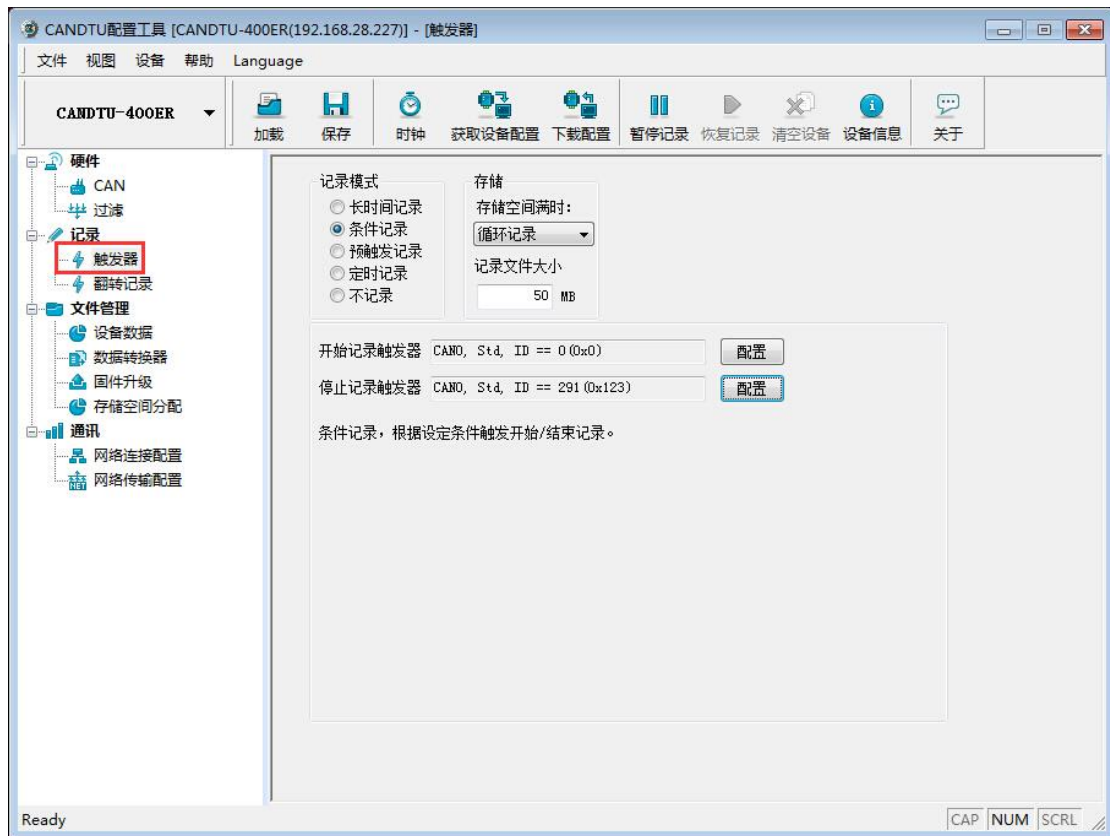 CANDTU配置工具 [CANDTU-400ER(192.168.28.227)] - [触发器]
文件 视图 设备 帮助 Language
CANDTU-400ER
加载 保存 时钟 获取设备配置 下载配置 暂停记录 恢复记录 清空设备 设备信息 关于
硬件
CAN
过滤
记录
触发器
翻转记录
文件管理
设备数据
数据转换器
固件升级
存储空间分配
通讯
网络连接配置
网络传输配置
NET
记录模式
长时间记录
条件记录
预触发记录
定时记录
不记录
存储
存储空间满时:
循环记录
记录文件大小
50 MB
开始记录触发器 CAN0, Std, ID == 0(0x0) 配置
停止记录触发器 CAN0, Std, ID == 291(0x123) 配置
条件记录，根据设定条件触发开始/结束记录。
Ready CAP NUM SCRL